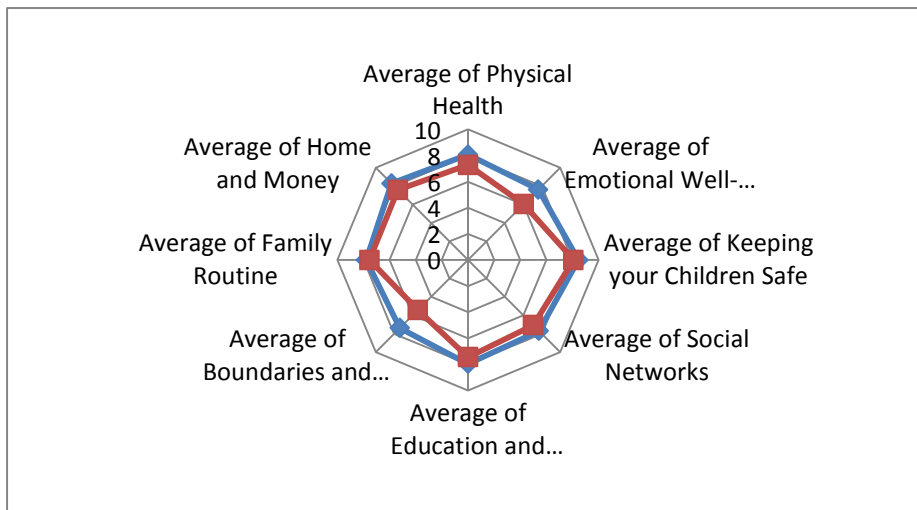 Average of Physical
Health
Average of
Emotional Well-...
Average of Keeping
your Children Safe
Average of Social
Networks
Average of
Education and...
Average of
Boundaries and...
Average of Family
Routine
Average of Home
and Money
10
8
6
4
2
0